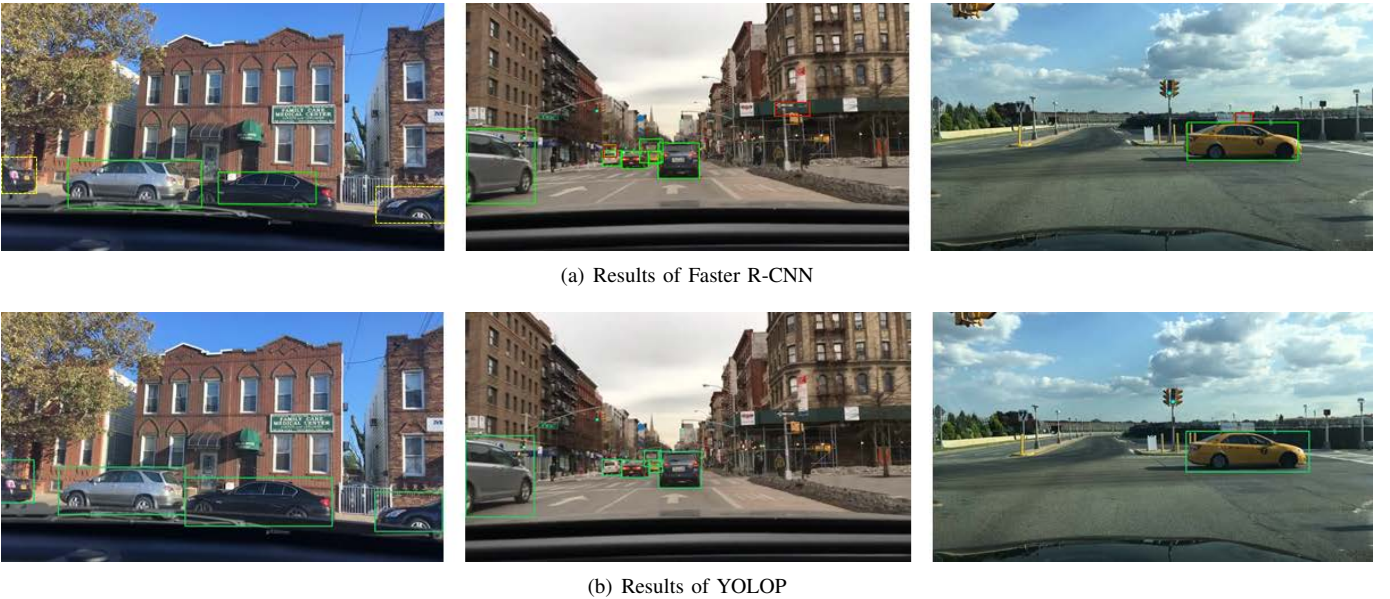 FAMILY CARE
MEDICAL CENTER
(a) Results of Faster R-CNN
FAMILY CARE
MEDICAL CENTER
(b) Results of YOLOP